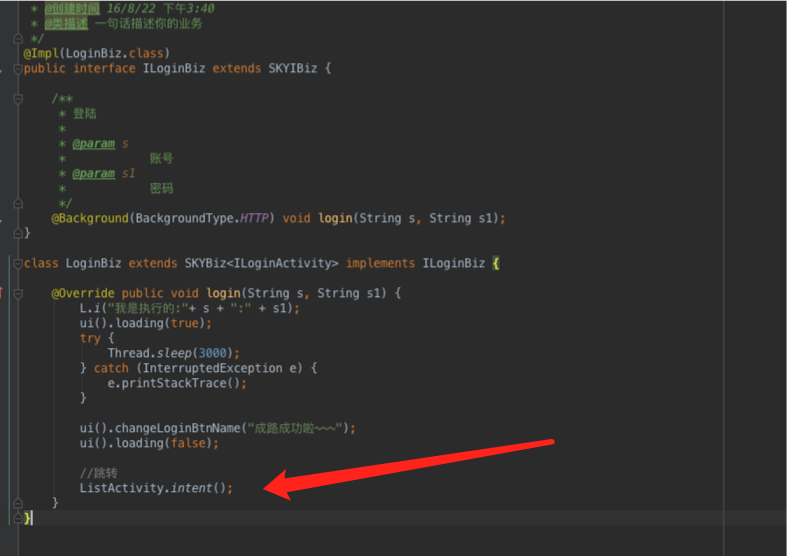 * @创建时间 16/8/22 下午3:40
* @类描述 一句话描述你的业务
*/
@Impl(LoginBiz.class)
public interface ILoginBiz extends SKYIBiz {
/**
* 登陆
*
* @param s
* 账号
* @param s1
* 密码
*/
@Background(BackgroundType.HTTP) void login(String s, String s1);
}
class LoginBiz extends SKYBiz<ILoginActivity> implements ILoginBiz {
@Override public void login(String s, String s1) {
L.i("我是执行的:"+ s + ":" + s1);
ui().loading(true);
try {
Thread.sleep(3000);
} catch (InterruptedException e) {
e.printStackTrace();
}
ui().changeLoginBtnName("成路成功啦~~~");
ui().loading(false);
//跳转
ListActivity.intent();
}
}